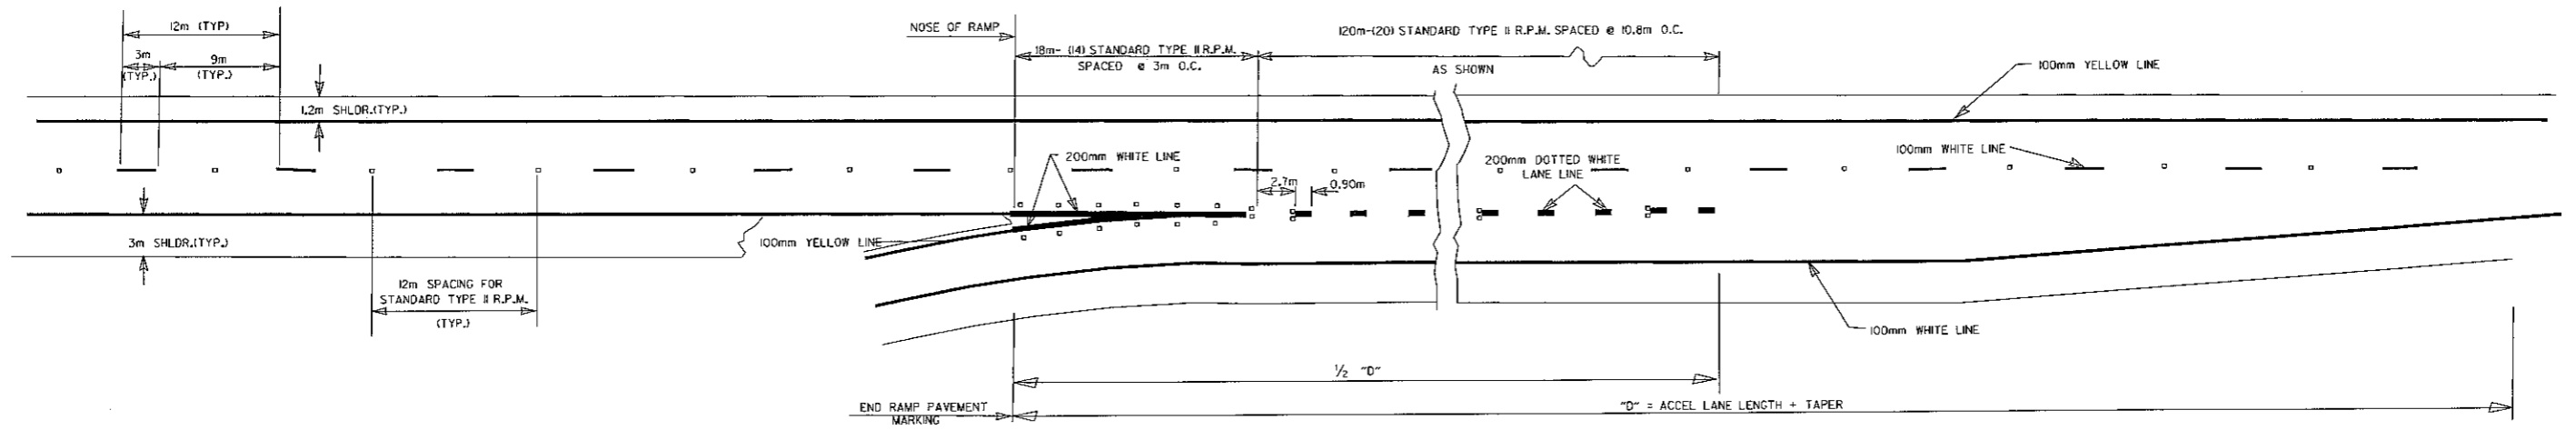 12m (TYP)
3m
(TYP.)
9m
(TYP.)
1.2m SHLDR.(TYP.)
3m SHLDR.(TYP.)
12m SPACING FOR
STANDARD TYPE II R.P.M.
(TYP.)
NOSE OF RAMP
18m- (14) STANDARD TYPE II R.P.M.
SPACED @ 3m O.C.
120m-(20) STANDARD TYPE II R.P.M. SPACED @ 10.8m O.C.
AS SHOWN
100mm YELLOW LINE
200mm WHITE LINE
2.7m
0.90m
200mm DOTTED WHITE
LANE LINE
100mm WHITE LINE
100mm YELLOW LINE
100mm WHITE LINE
½ "D"
END RAMP PAVEMENT
MARKING
"D" = ACCEL LANE LENGTH + TAPER